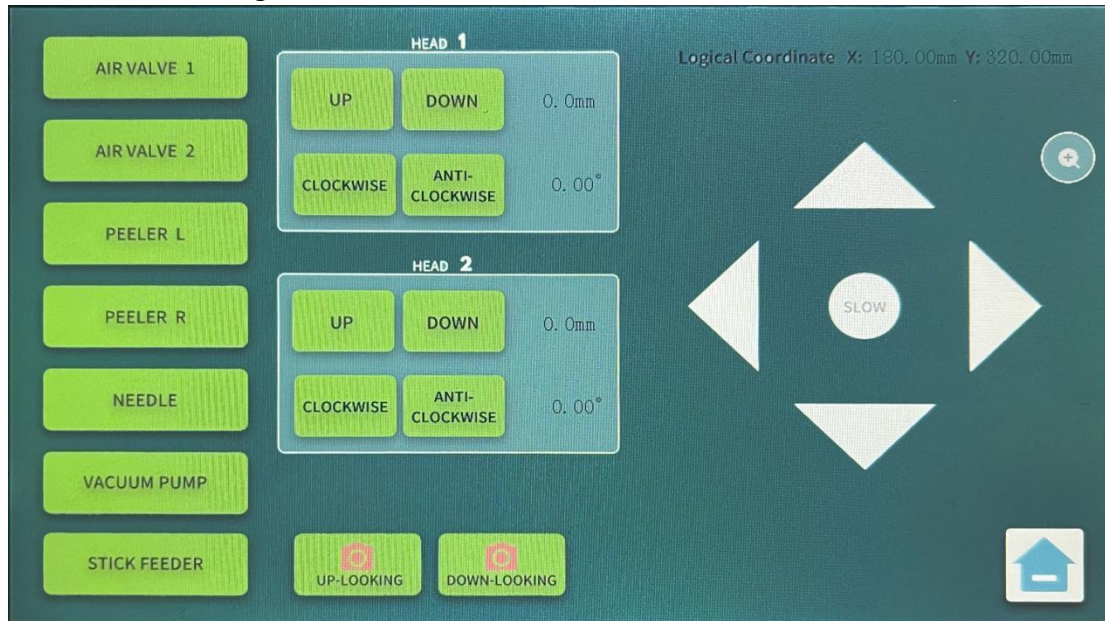 AIR VALVE 1
AIR VALVE 2
PEELER L
PEELER R
NEEDLE
VACUUM PUMP
STICK FEEDER
HEAD 1
UP
DOWN
0.0mm
CLOCKWISE
ANTI-
CLOCKWISE
0.00°
HEAD 2
UP
DOWN
0.0mm
CLOCKWISE
ANTI-
CLOCKWISE
0.00°
UP-LOOKING
DOWN-LOOKING
Logical Coordinate X: 180.00mm Y: 320.00mm
SLOW